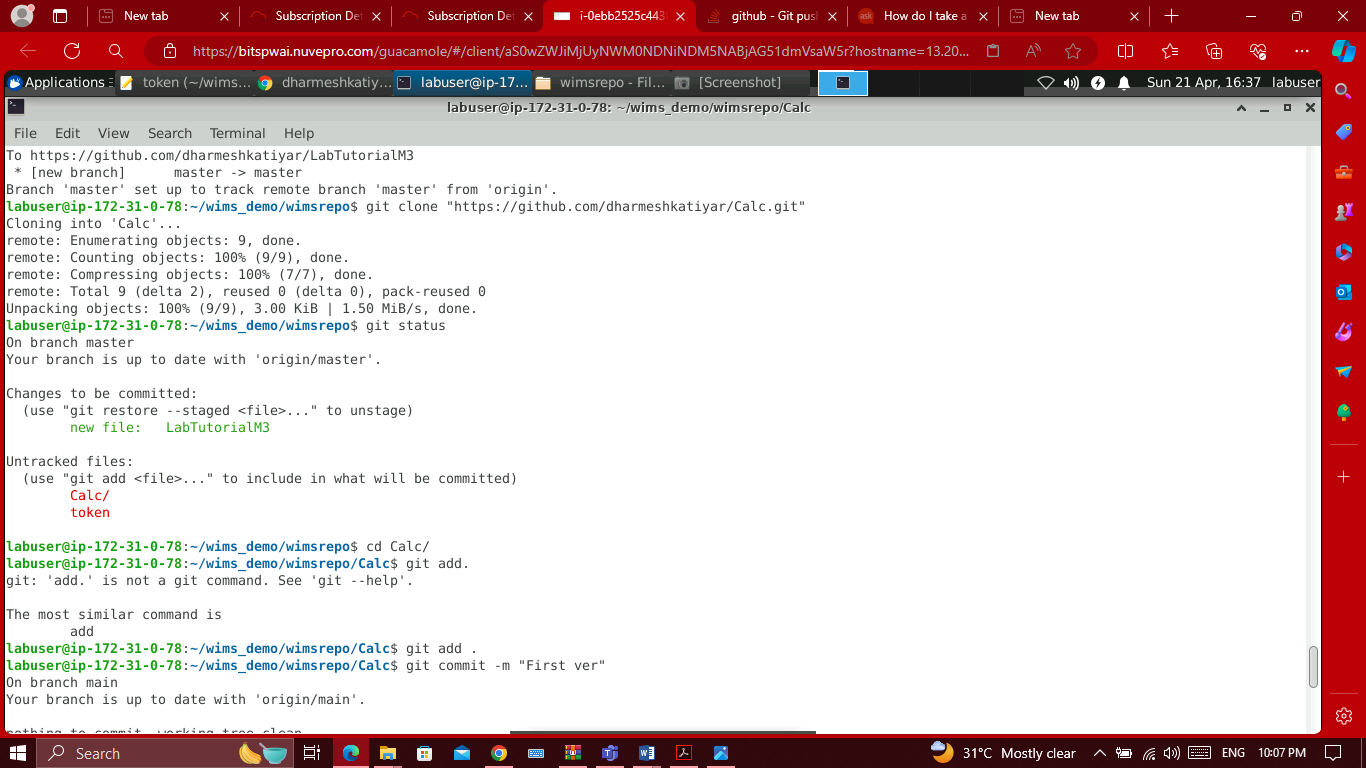 New tab
Subscription Det
Subscription Det
i-0ebb2525c443
github - Git pus
ask
How do I take a
New tab
https://bitspwai.nuvepro.com/guacamole/#/client/aS0wZWJiMjUyNWM0NDNiNDM5NABjAG51dmVsaW5r?hostname=13.20...
Applications
token (~/wims...
dharmeshkatiy...
labuser@ip-17...
wimsrepo - Fil...
[Screenshot]
Sun 21 Apr, 16:37
labuser
labuser@ip-172-31-0-78: ~/wims_demo/wimsrepo/Calc
File Edit View Search Terminal Help
To https://github.com/dharmeshkatiyar/LabTutorialM3
* [new branch]      master -> master
Branch 'master' set up to track remote branch 'master' from 'origin'.
labuser@ip-172-31-0-78:~/wims_demo/wimsrepo$ git clone "https://github.com/dharmeshkatiyar/Calc.git"
Cloning into 'Calc'...
remote: Enumerating objects: 9, done.
remote: Counting objects: 100% (9/9), done.
remote: Compressing objects: 100% (7/7), done.
remote: Total 9 (delta 2), reused 0 (delta 0), pack-reused 0
Unpacking objects: 100% (9/9), 3.00 KiB | 1.50 MiB/s, done.
labuser@ip-172-31-0-78:~/wims_demo/wimsrepo$ git status
On branch master
Your branch is up to date with 'origin/master'.
Changes to be committed:
(use "git restore --staged <file>..." to unstage)
new file:   LabTutorialM3
Untracked files:
(use "git add <file>..." to include in what will be committed)
Calc/
token
labuser@ip-172-31-0-78:~/wims_demo/wimsrepo$ cd Calc/
labuser@ip-172-31-0-78:~/wims_demo/wimsrepo/Calc$ git add.
git: 'add.' is not a git command. See 'git --help'.
The most similar command is
add
labuser@ip-172-31-0-78:~/wims_demo/wimsrepo/Calc$ git add .
labuser@ip-172-31-0-78:~/wims_demo/wimsrepo/Calc$ git commit -m "First ver"
On branch main
Your branch is up to date with 'origin/main'.
nothing to commit, working tree clean
Search
31°C Mostly clear
ENG
10:07 PM